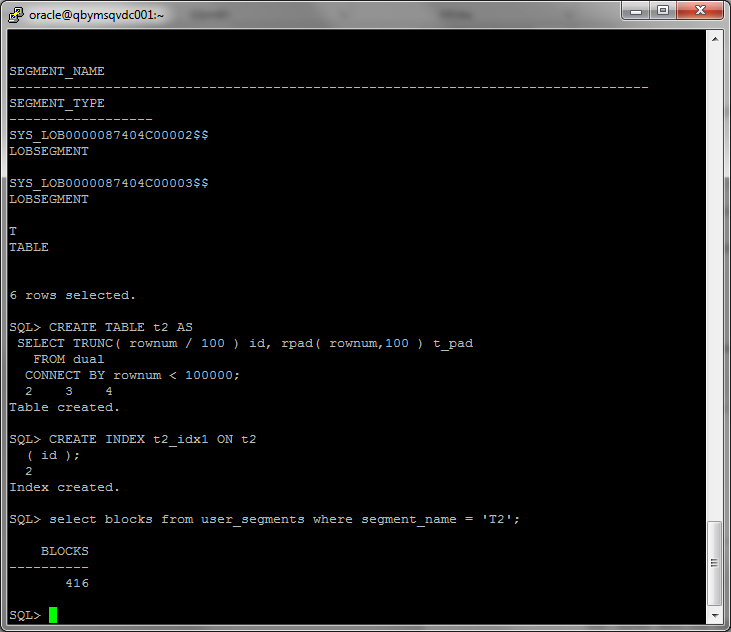 oracle@qbymsqvdc001:~
SEGMENT_NAME
--------------------------------------------------------------------------------
SEGMENT_TYPE
------------------
SYS_LOB0000087404C00002$$
LOBSEGMENT
SYS_LOB0000087404C00003$$
LOBSEGMENT
T
TABLE
6 rows selected.
SQL> CREATE TABLE t2 AS
 SELECT TRUNC( rownum / 100 ) id, rpad( rownum,100 ) t_pad
   FROM dual
  CONNECT BY rownum < 100000;
  2    3    4
Table created.
SQL> CREATE INDEX t2_idx1 ON t2
  ( id );
  2
Index created.
SQL> select blocks from user_segments where segment_name = 'T2';
    BLOCKS
----------
       416
SQL>